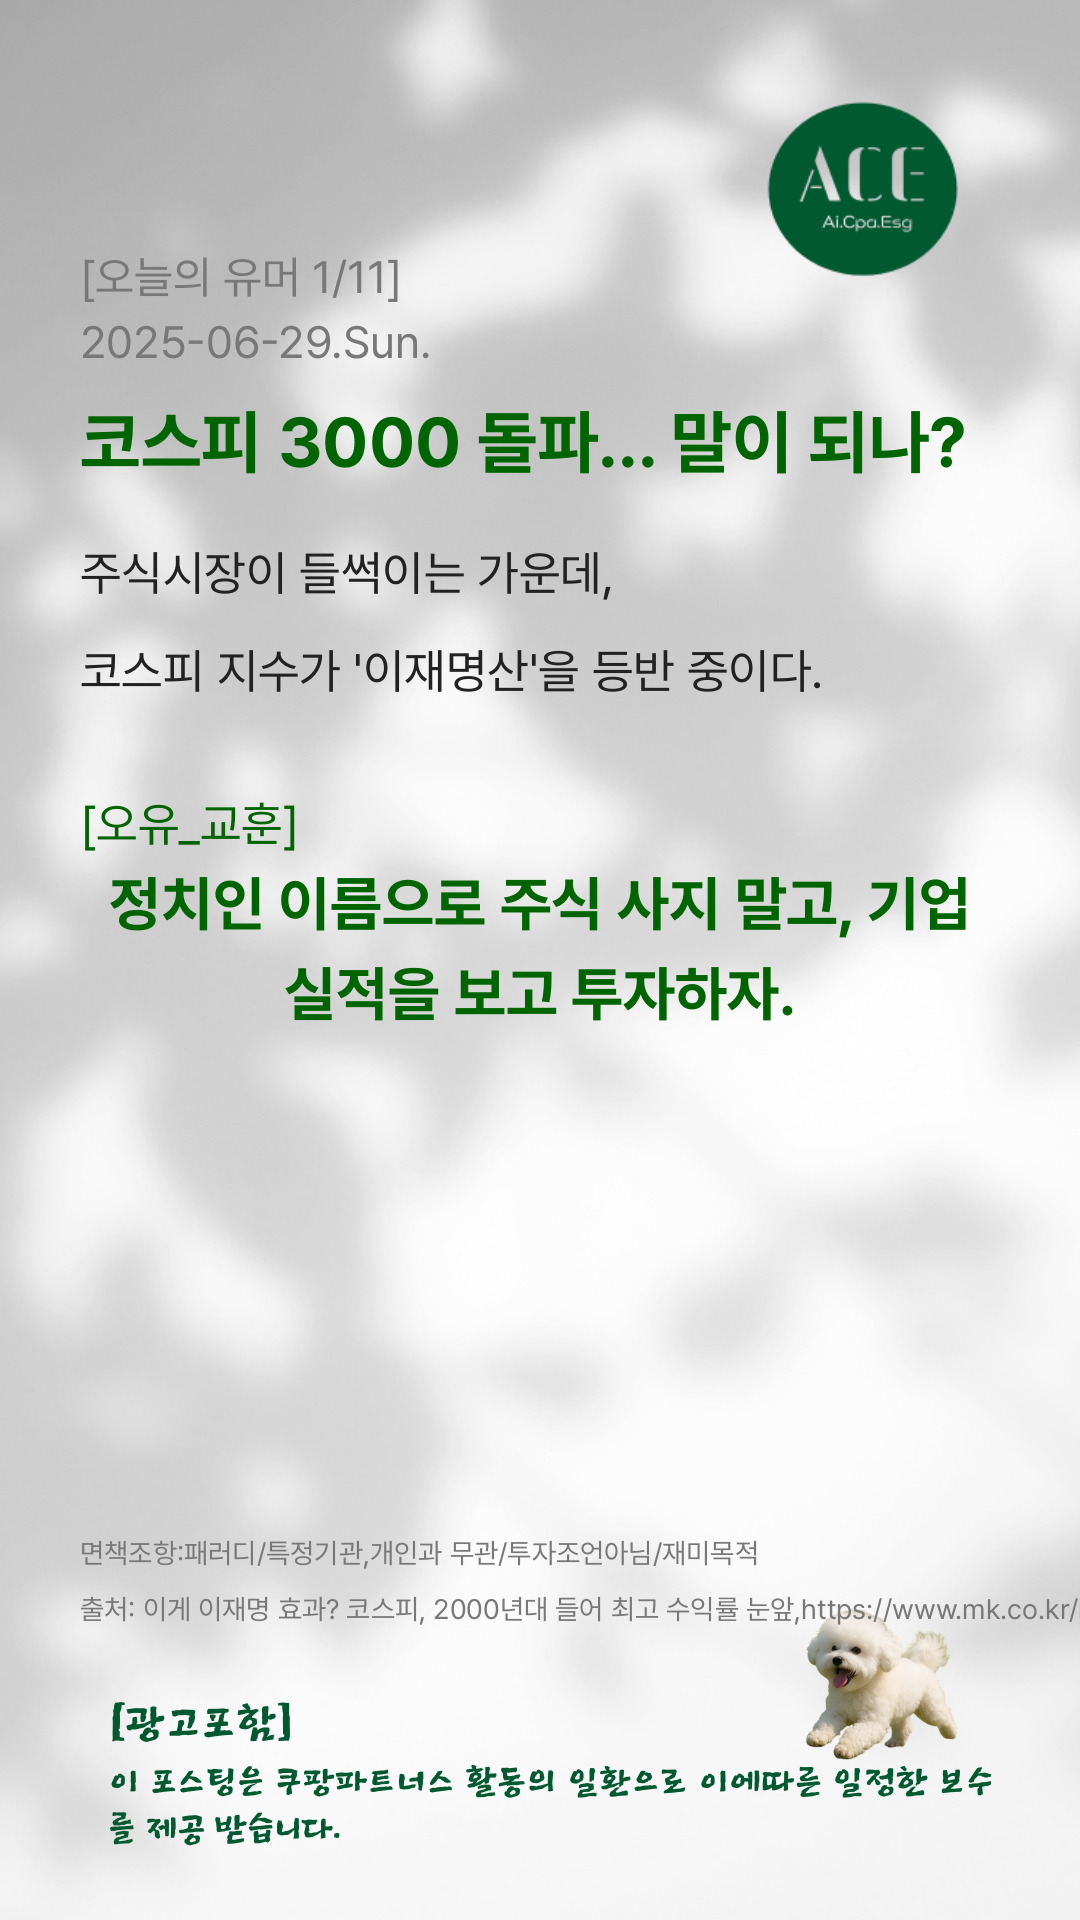 ACE
Ai.Cpa.Esg
[오늘의 유머 1/11]
2025-06-29.Sun.
코스피 3000 돌파... 말이 되나?
주식시장이 들썩이는 가운데,
코스피 지수가 '이재명산'을 등반 중이다.
[오유_교훈]
정치인 이름으로 주식 사지 말고, 기업
실적을 보고 투자하자.
면책조항:패러디/특정기관,개인과 무관/투자조언아님/재미목적
출처: 이게 이재명 효과? 코스피, 2000년대 들어 최고 수익률 눈앞,https://www.mk.co.kr/
[광고포함]
이 포스팅은 쿠팡파트너스 활동의 일환으로 이에따른 일정한 보수
를 제공 받습니다.